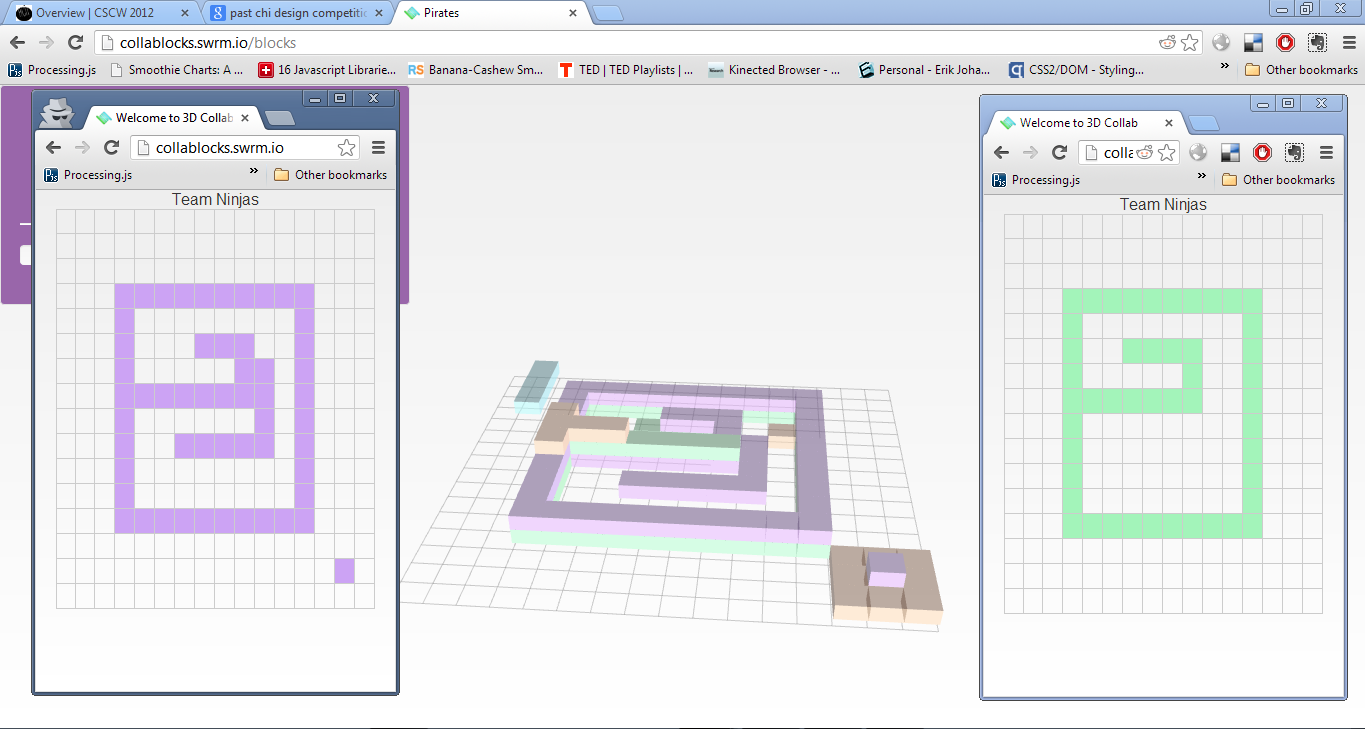 Overview | CSCW 2012
past chi design competitic
Pirates
collablocks.swrm.io/blocks
Processing.js
Smoothie Charts: A ...
16 Javascript Librarie...
Banana-Cashew Sm...
TED | TED Playlists | ...
Kinected Browser - ...
Personal - Erik Joha...
CSS2/DOM - Styling...
»
Other bookmarks
Welcome to 3D Collab
collablocks.swrm.io
Processing.js
»
Other bookmarks
Team Ninjas
Welcome to 3D Collab
colla
Processing.js
»
Other bookmarks
Team Ninjas